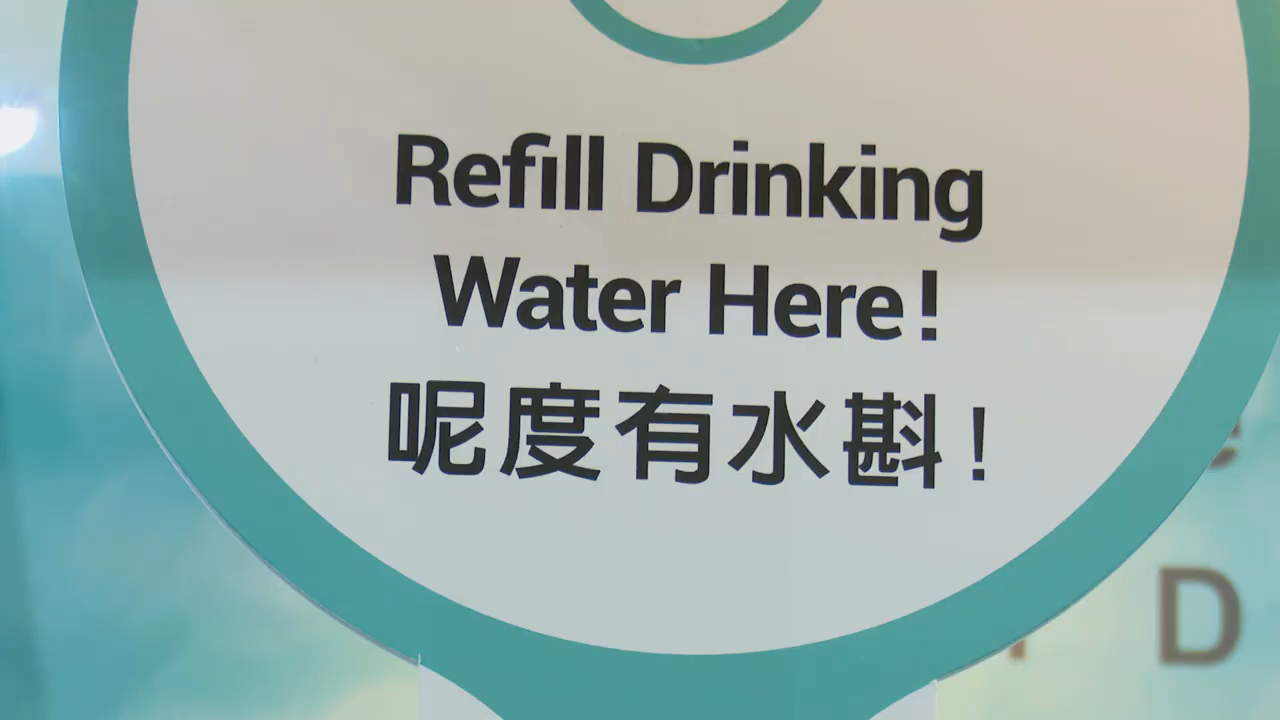 Refill Drinking
Water Here!
呢度有水斟!
D